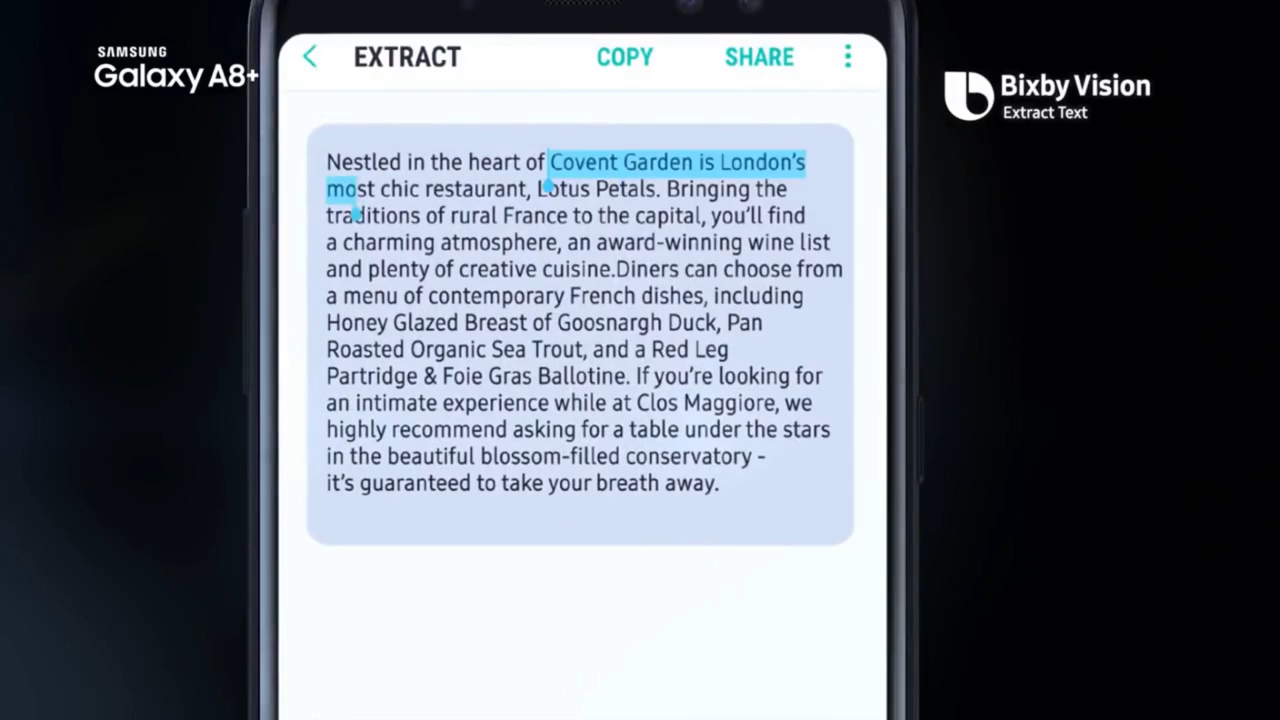 SAMSUNG
Galaxy A8+
EXTRACT
COPY
SHARE
Bixby Vision
Extract Text
Nestled in the heart of Covent Garden is London's
most chic restaurant, Lotus Petals. Bringing the
traditions of rural France to the capital, you'll find
a charming atmosphere, an award-winning wine list
and plenty of creative cuisine.Diners can choose from
a menu of contemporary French dishes, including
Honey Glazed Breast of Goosnargh Duck, Pan
Roasted Organic Sea Trout, and a Red Leg
Partridge & Foie Gras Ballotine. If you're looking for
an intimate experience while at Clos Maggiore, we
highly recommend asking for a table under the stars
in the beautiful blossom-filled conservatory -
it's guaranteed to take your breath away.